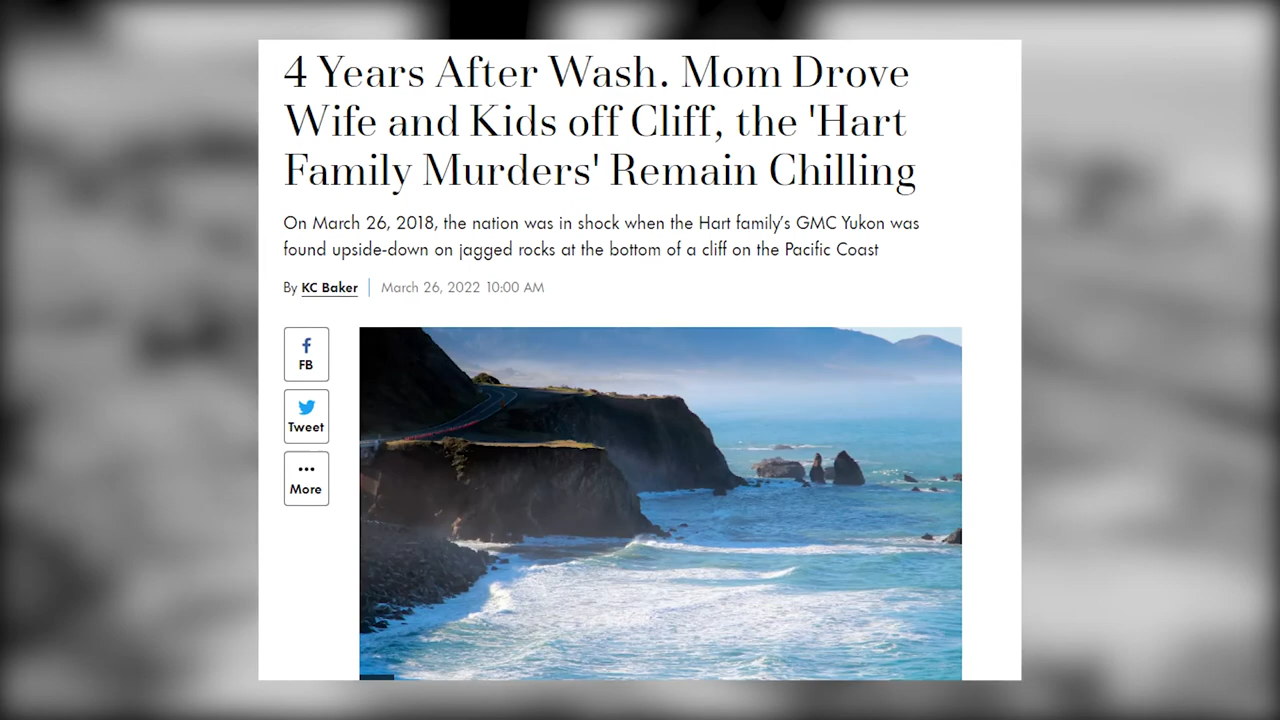 4 Years After Wash. Mom Drove
Wife and Kids off Cliff, the 'Hart
Family Murders' Remain Chilling
On March 26, 2018, the nation was in shock when the Hart family's GMC Yukon was
found upside-down on jagged rocks at the bottom of a cliff on the Pacific Coast
By KC Baker | March 26, 2022 10:00 AM
f
FB
Tweet
•••
More